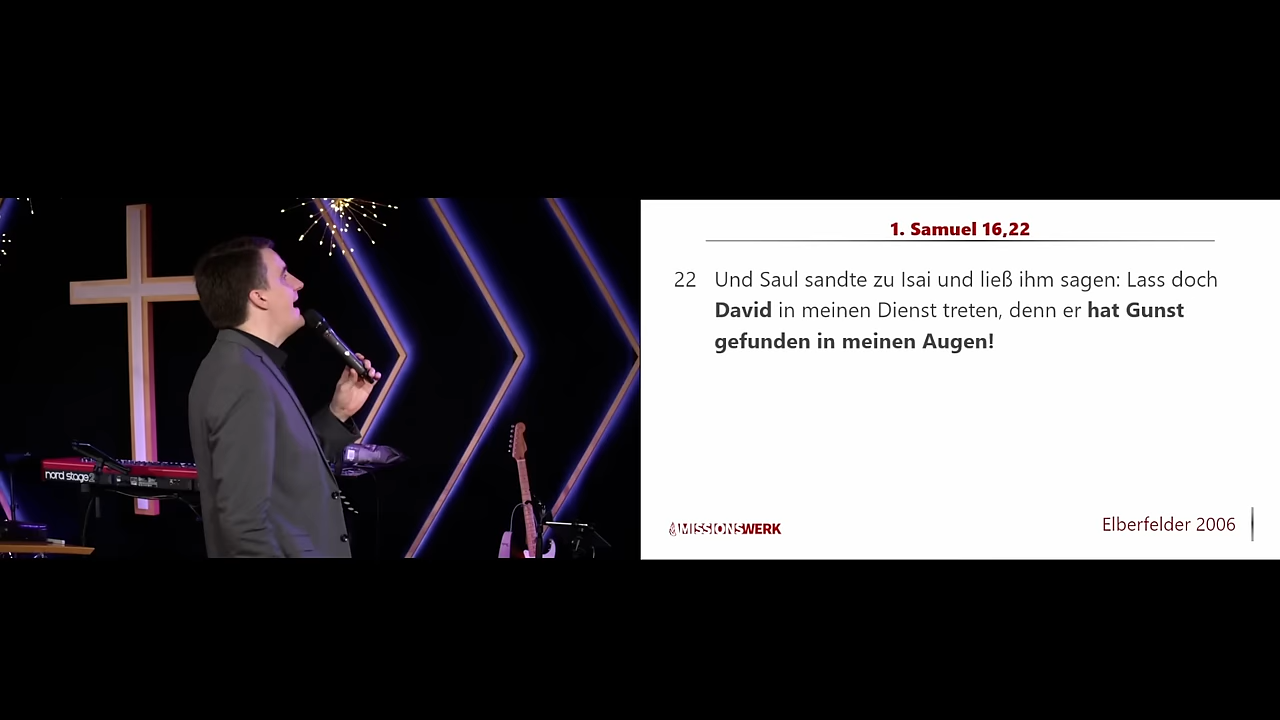 nord stage 2
1. Samuel 16,22
22 Und Saul sandte zu Isai und ließ ihm sagen: Lass doch
David in meinen Dienst treten, denn er hat Gunst
gefunden in meinen Augen!
MISSIONSWERK
Elberfelder 2006